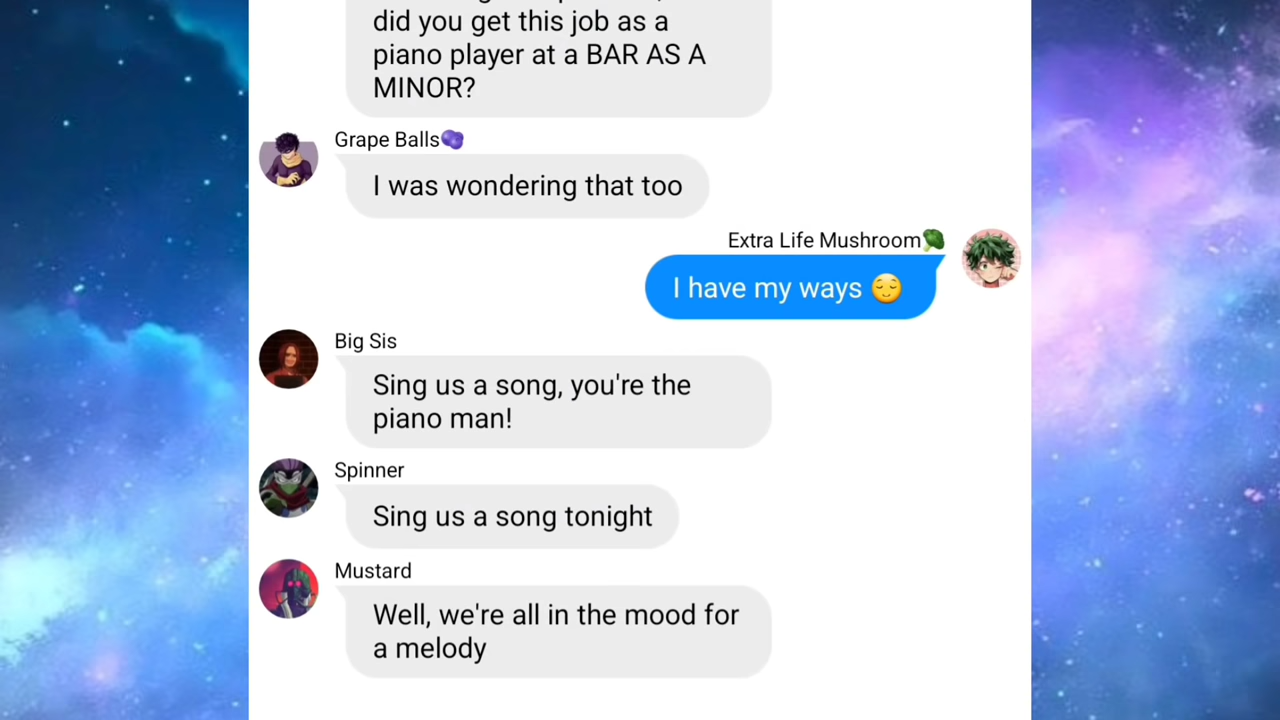 did you get this job as a
piano player at a BAR AS A
MINOR?
Grape Balls
I was wondering that too
Extra Life Mushroom🥦
I have my ways 😌
Big Sis
Sing us a song, you're the
piano man!
Spinner
Sing us a song tonight
Mustard
Well, we're all in the mood for
a melody